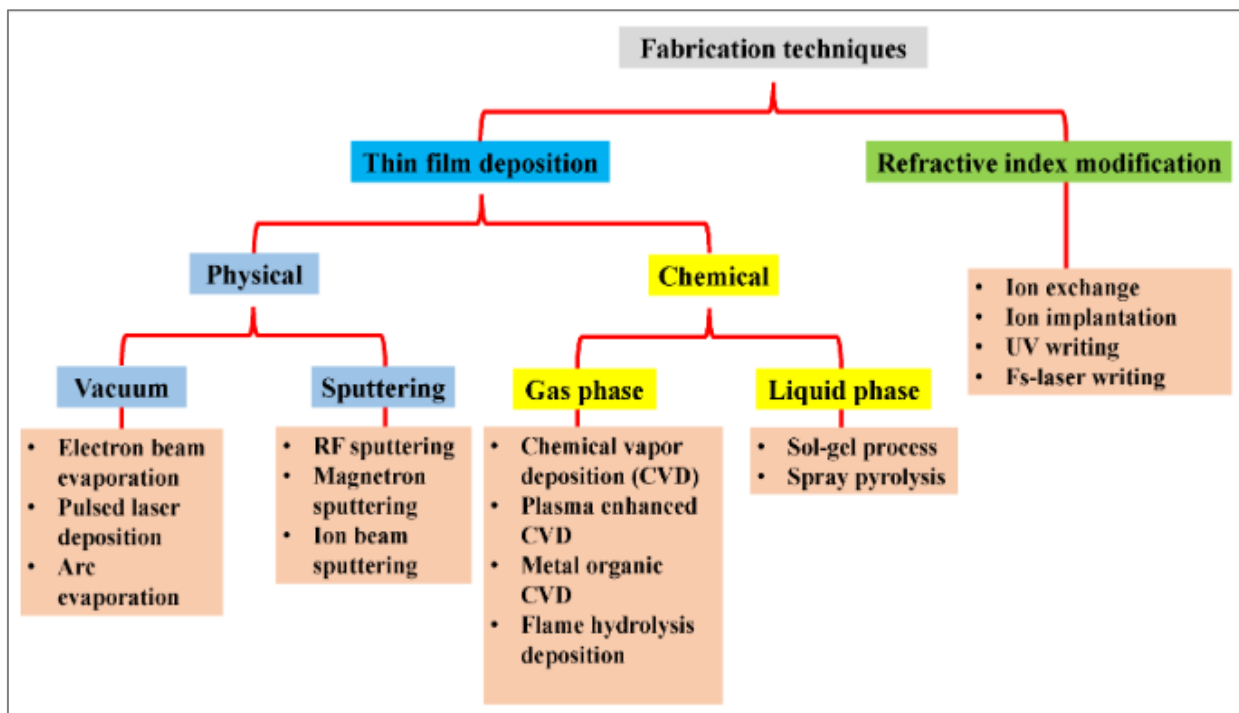 Fabrication techniques
Thin film deposition
Refractive index modification
Physical
Chemical
• Ion exchange
• Ion implantation
• UV writing
• Fs-laser writing
Vacuum
Sputtering
Gas phase
Liquid phase
• Electron beam
evaporation
• Pulsed laser
deposition
• Arc
evaporation
• RF sputtering
• Magnetron
sputtering
• Ion beam
sputtering
• Chemical vapor
deposition (CVD)
• Plasma enhanced
CVD
• Metal organic
CVD
• Flame hydrolysis
deposition
• Sol-gel process
• Spray pyrolysis